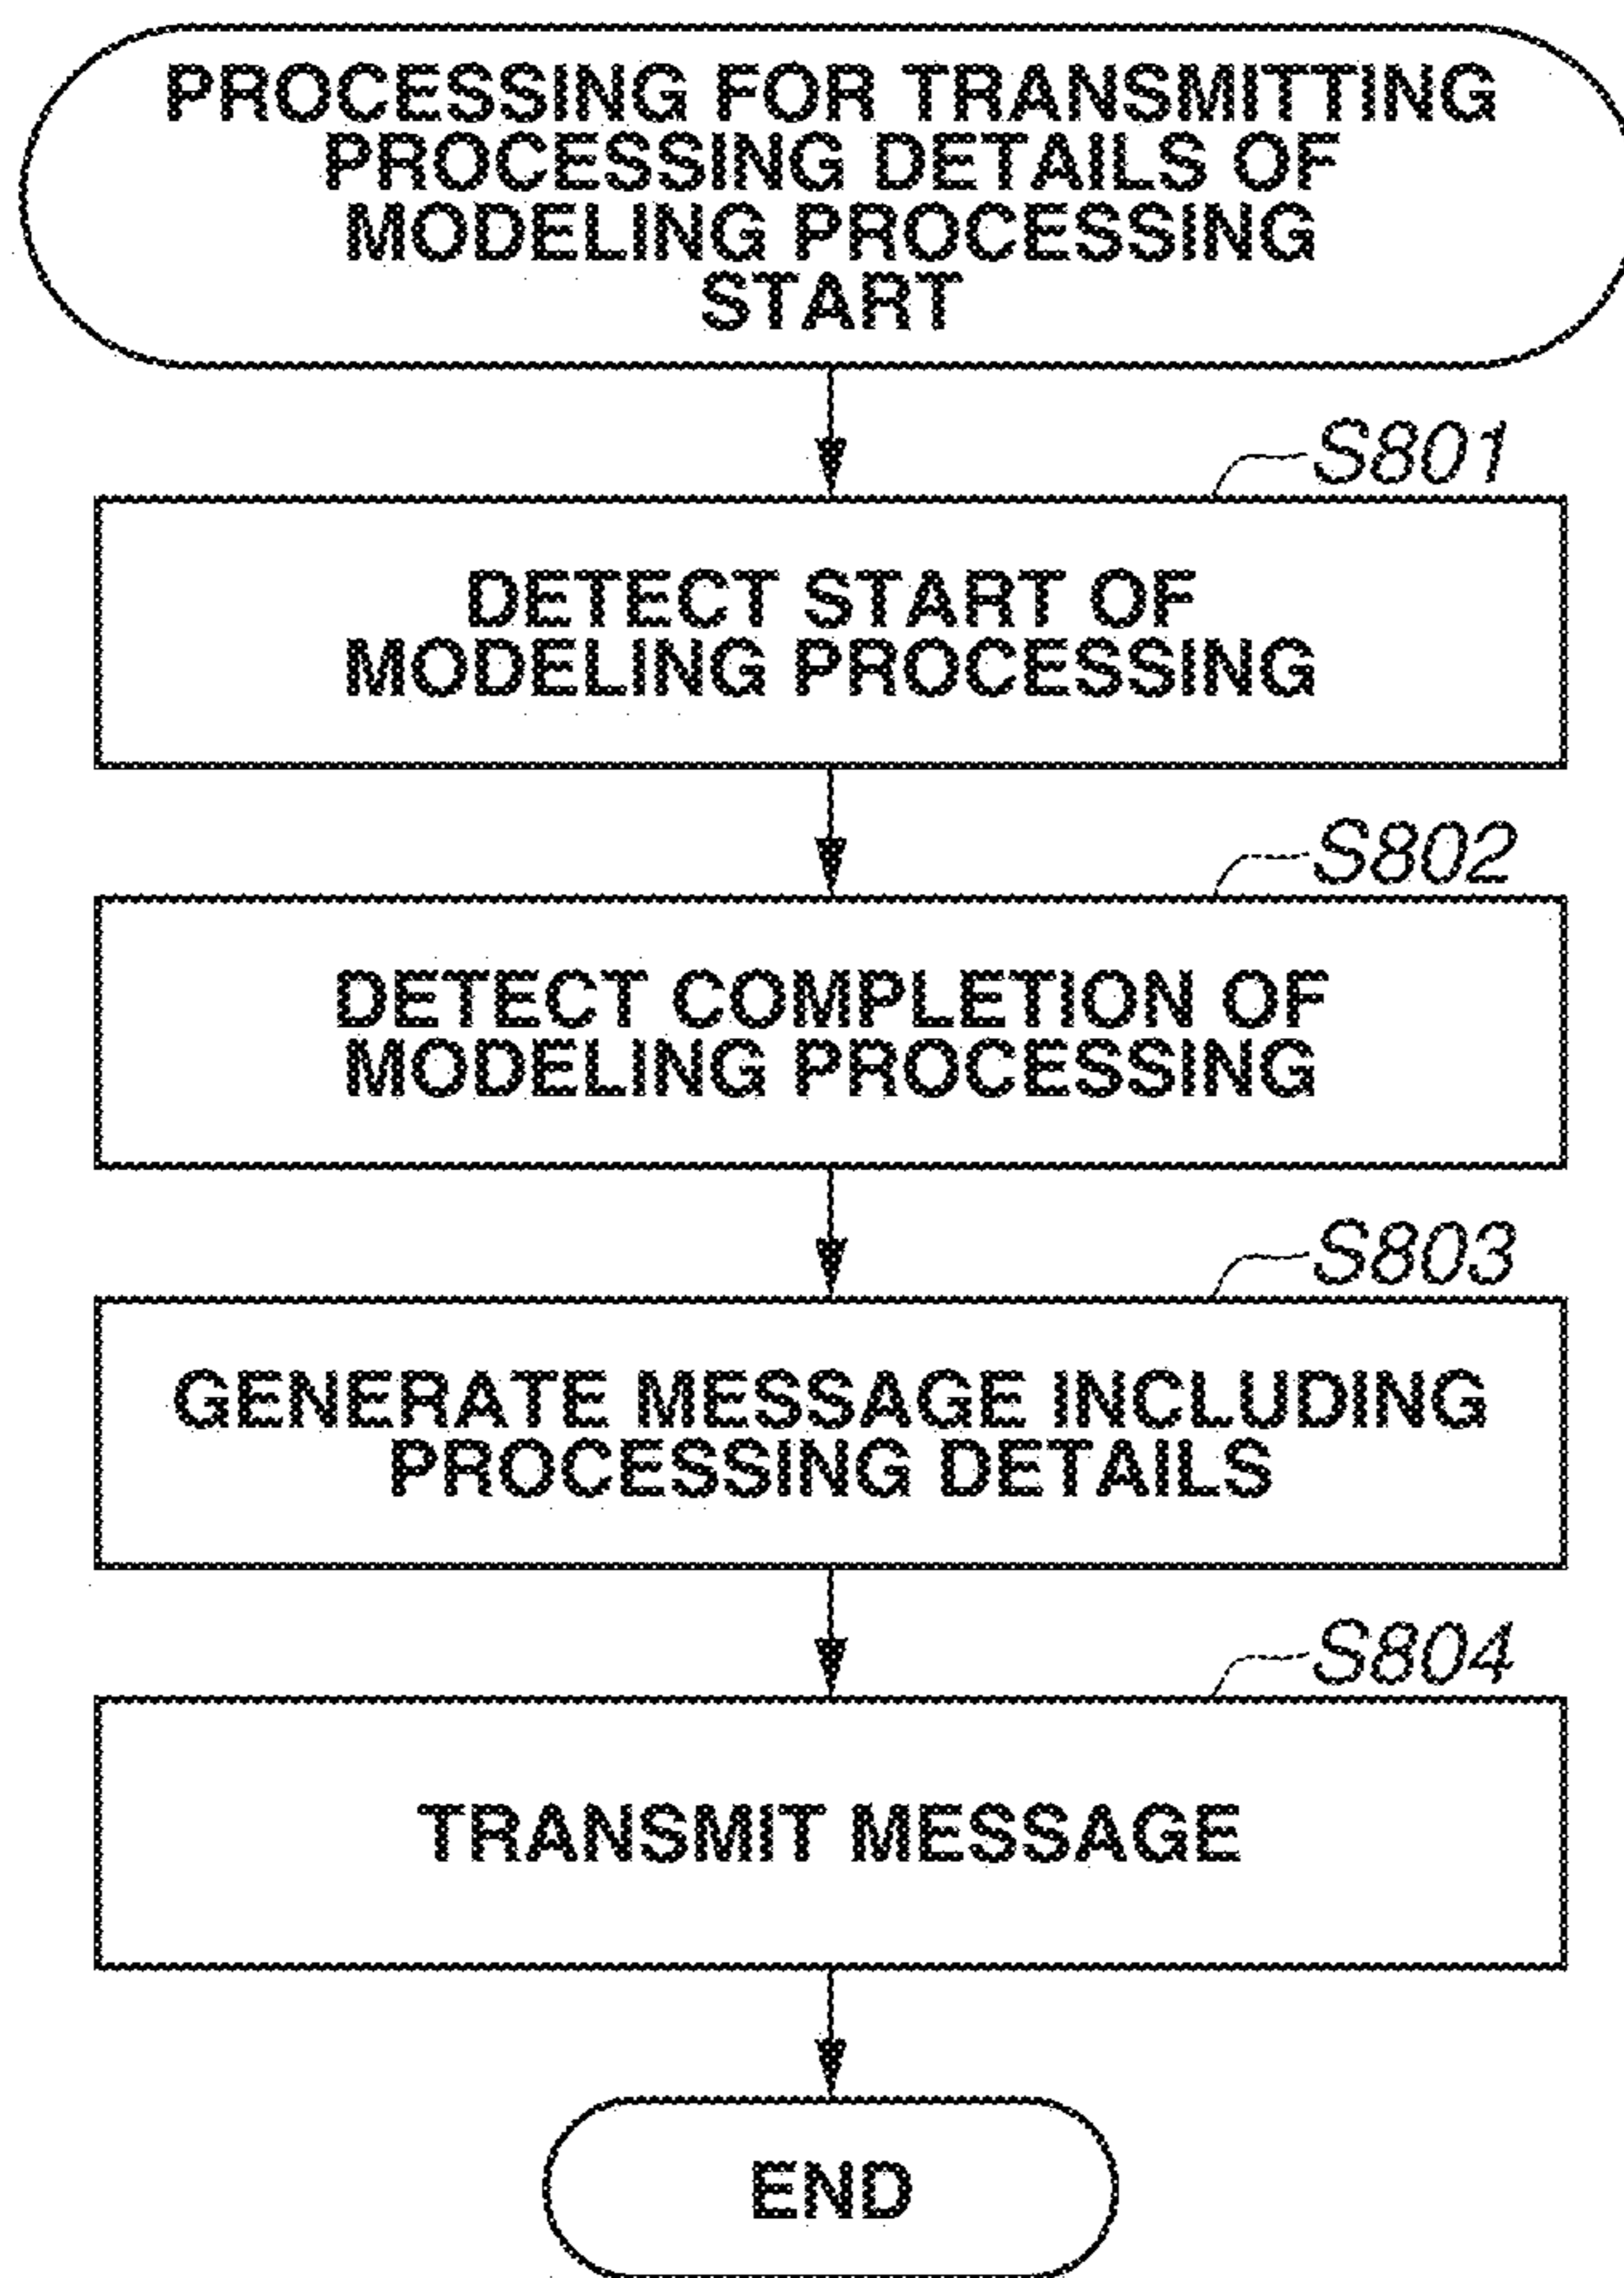 PROCESSING FOR TRANSMITTING
PROCESSING DETAILS OF
MODELING PROCESSING
START
S801
DETECT START OF
MODELING PROCESSING
S802
DETECT COMPLETION OF
MODELING PROCESSING
S803
GENERATE MESSAGE INCLUDING
PROCESSING DETAILS
S804
TRANSMIT MESSAGE
END